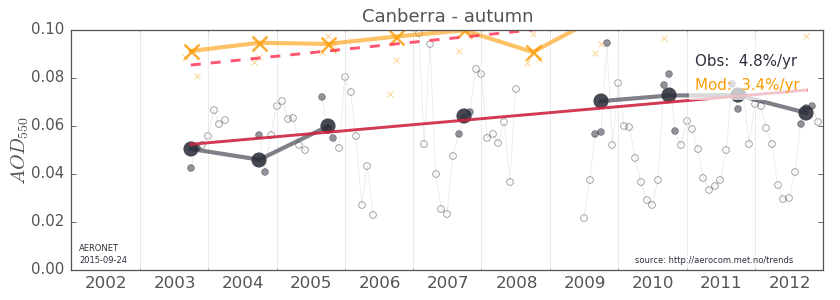 Canberra - autumn
0.10
0.08
0.06
0.04
0.02
0.00
AOD550
Obs: 4.8%/yr
Mod: 3.4%/yr
AERONET
2015-09-24
source: http://aerocom.met.no/trends
2002 2003 2004 2005 2006 2007 2008 2009 2010 2011 2012